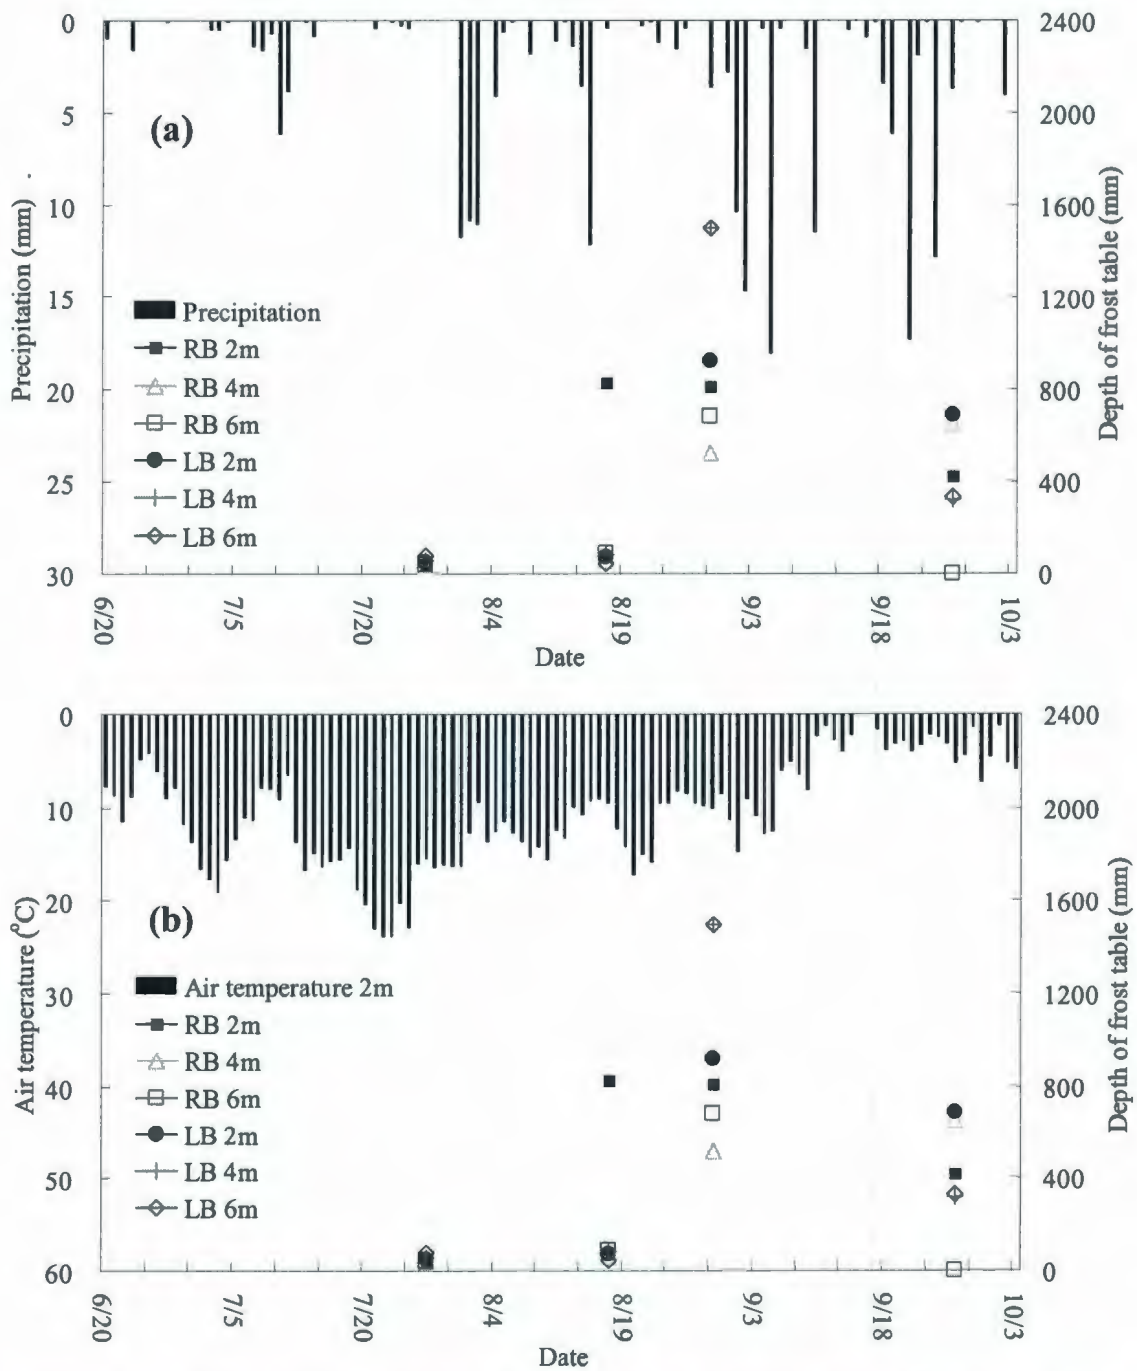 0
5
10
15
20
25
30
Precipitation (mm)
(a)
Precipitation
RB 2m
RB 4m
RB 6m
LB 2m
LB 4m
LB 6m
2400
2000
1600
1200
800
400
0
Depth of frost table (mm)
6/20
7/5
7/20
8/4
8/19
9/3
9/18
10/3
Date
0
10
20
30
40
50
60
Air temperature (°C)
(b)
Air temperature 2m
RB 2m
RB 4m
RB 6m
LB 2m
LB 4m
LB 6m
2400
2000
1600
1200
800
400
0
Depth of frost table (mm)
6/20
7/5
7/20
8/4
8/19
9/3
9/18
10/3
Date